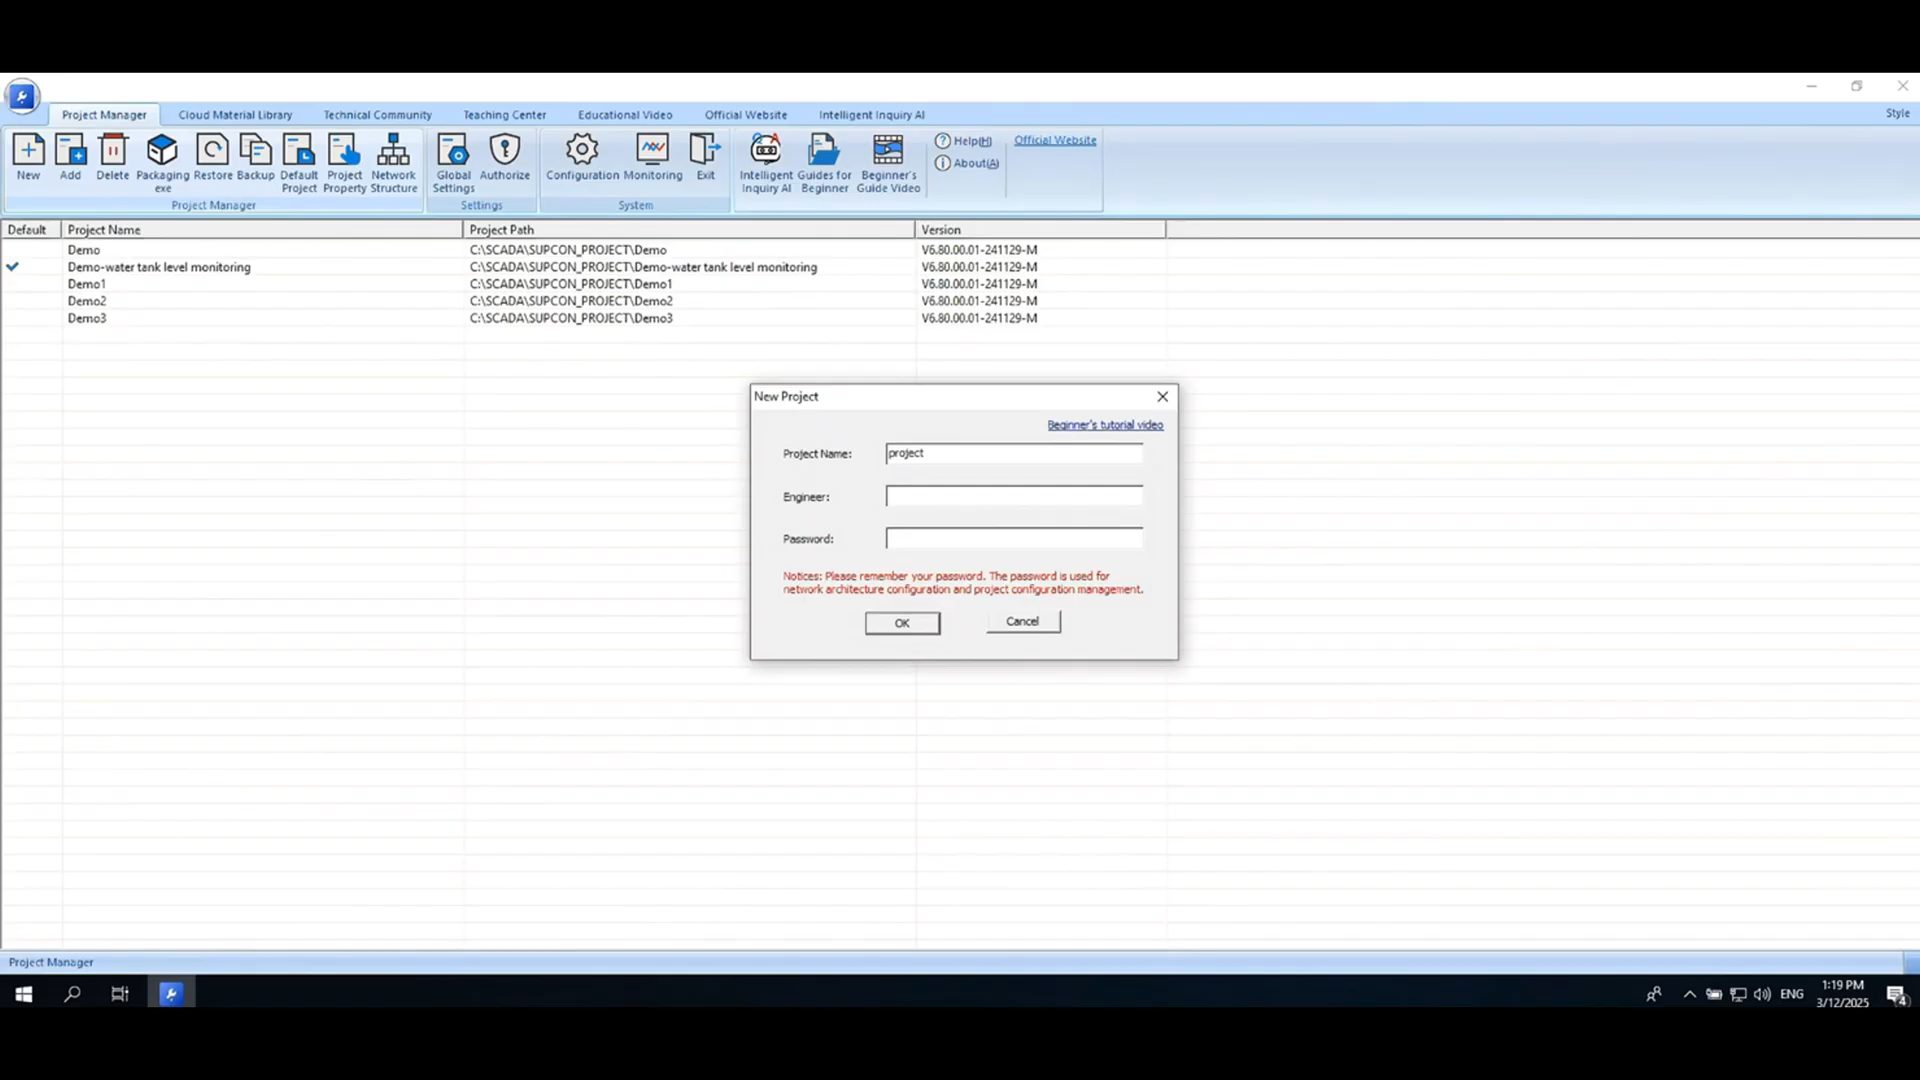 Project Manager Cloud Material Library Technical Community Teaching Center Educational Video Official Website Intelligent Inquiry AI Style
New Add Delete Packaging exe Restore Backup Default Project Project Property Network Structure Global Settings Authorize Configuration Monitoring Exit Intelligent Inquiry AI Guides for Beginner Beginner's Guide Video
Help(H) Official Website
About(A)
Project Manager Settings System
Default Project Name Project Path Version
Demo C:\SCADA\SUPCON_PROJECT\Demo V6.80.00.01-241129-M
Demo-water tank level monitoring C:\SCADA\SUPCON_PROJECT\Demo-water tank level monitoring V6.80.00.01-241129-M
Demo1 C:\SCADA\SUPCON_PROJECT\Demo1 V6.80.00.01-241129-M
Demo2 C:\SCADA\SUPCON_PROJECT\Demo2 V6.80.00.01-241129-M
Demo3 C:\SCADA\SUPCON_PROJECT\Demo3 V6.80.00.01-241129-M
New Project
Beginner's tutorial video
Project Name: project
Engineer:
Password:
Notices: Please remember your password. The password is used for
network architecture configuration and project configuration management.
OK Cancel
Project Manager
ENG
1:19 PM
3/12/2025
4